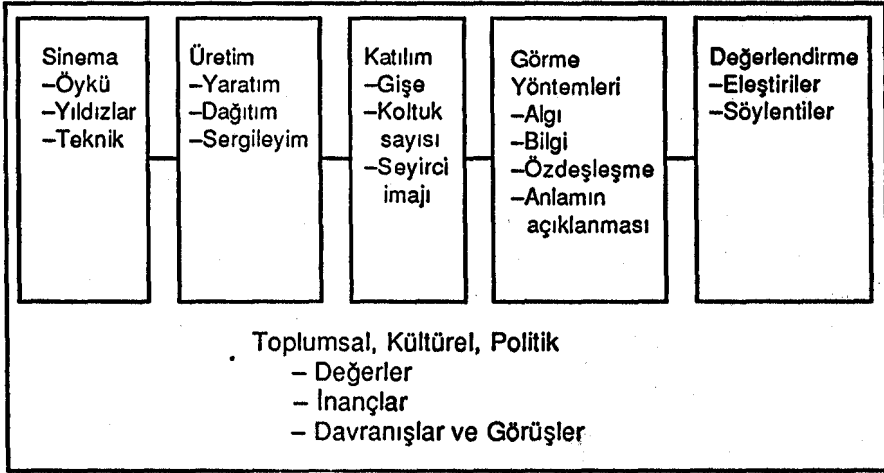 Sinema
–Öykü
–Yıldızlar
–Teknik
Üretim
–Yaratım
–Dağıtım
–Sergileyim
Katılım
–Gişe
–Koltuk
sayısı
–Seyirci
imajı
Görme
Yöntemleri
–Algı
–Bilgi
–Özdeşleşme
–Anlamın
açıklanması
Değerlendirme
–Eleştiriler
–Söylentiler
Toplumsal, Kültürel, Politik
– Değerler
– İnançlar
– Davranışlar ve Görüşler